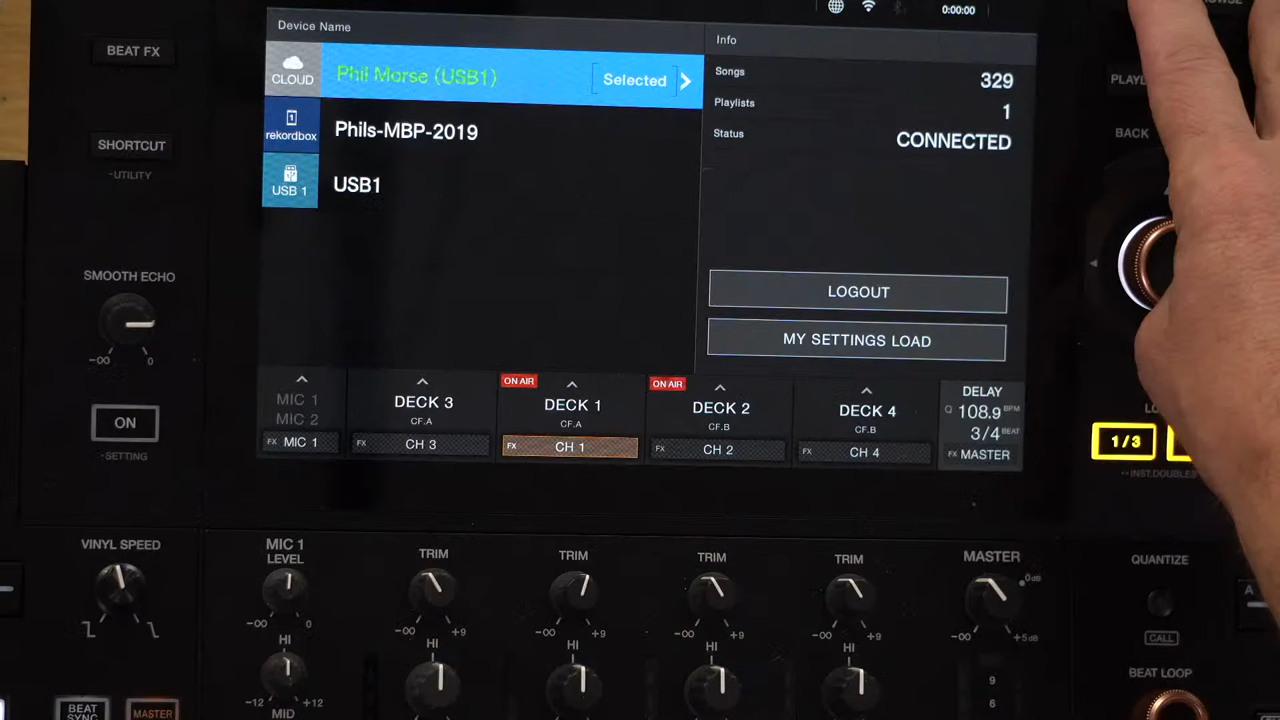 0:00:00
BEAT FX
Device Name
Info
CLOUD
Phil Morse (USB1)
Selected
Songs
329
Playlists
1
Status
CONNECTED
rekordbox
Phils-MBP-2019
USB 1
USB1
BACK
SHORTCUT
-UTILITY
LOGOUT
MY SETTINGS LOAD
SMOOTH ECHO
-∞ 0
ON
-SETTING
MIC 1
MIC 2
FX MIC 1
DECK 3
CF.A
FX CH 3
ON AIR
DECK 1
CF.A
FX CH 1
ON AIR
DECK 2
CF.B
FX CH 2
DECK 4
CF.B
FX CH 4
DELAY
Q 108.9 BPM
3/4 BEAT
FX MASTER
1/3
-INST.DOUBLES
VINYL SPEED
MIC 1
LEVEL
-∞ 0
TRIM
-∞ +9
TRIM
-∞ +9
TRIM
-∞ +9
TRIM
-∞ +9
MASTER
0dB
-∞ +5dB
QUANTIZE
CALL
A
HI
-12 +12
MID
HI
HI
HI
HI
9
6
BEAT LOOP
BEAT
SYNC
MASTER